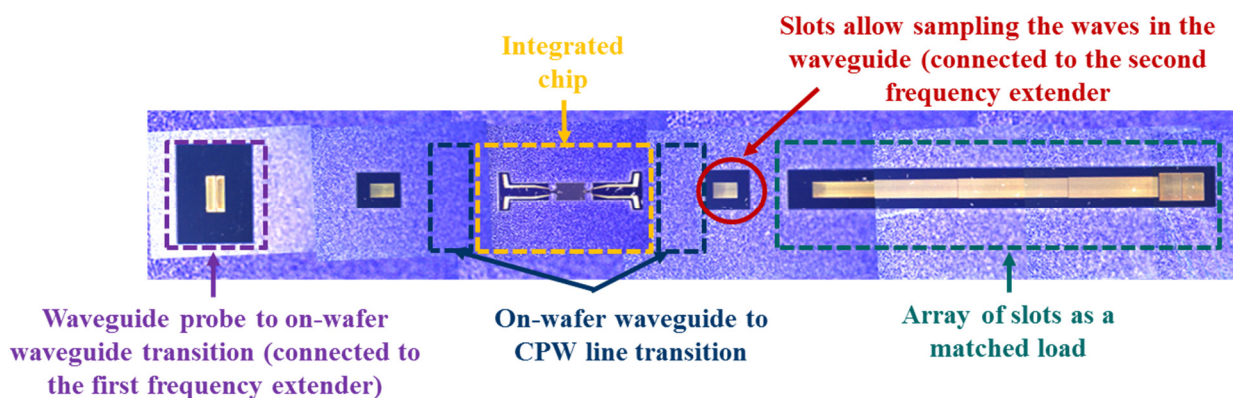 Integrated
chip
Slots allow sampling the waves in the
waveguide (connected to the second
frequency extender
Waveguide probe to on-wafer
waveguide transition (connected to
the first frequency extender)
On-wafer waveguide to
CPW line transition
Array of slots as a
matched load